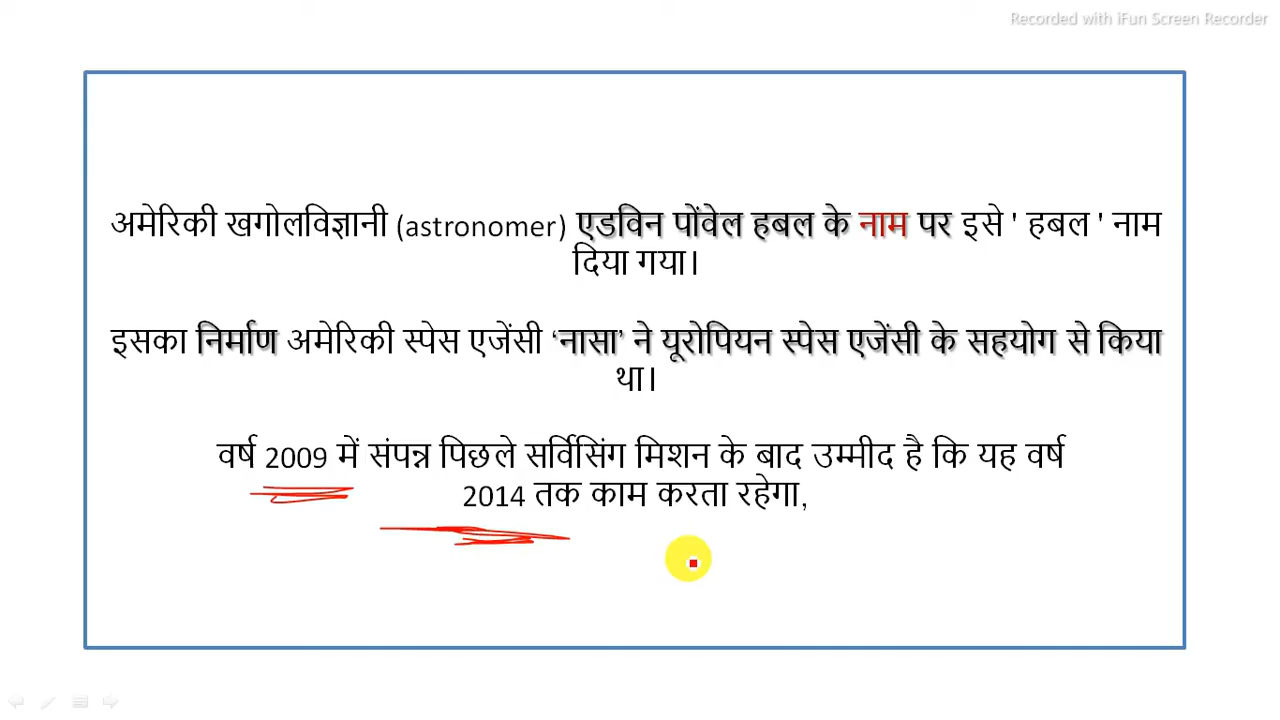 Recorded with iFun Screen Recorder
अमेरिकी खगोलविज्ञानी (astronomer) एडविन पोंवेल हबल के नाम पर इसे ' हबल ' नाम
दिया गया।
इसका निर्माण अमेरिकी स्पेस एजेंसी ‘नासा’ ने यूरोपियन स्पेस एजेंसी के सहयोग से किया
था।
वर्ष 2009 में संपन्न पिछले सर्विसिंग मिशन के बाद उम्मीद है कि यह वर्ष
2014 तक काम करता रहेगा,